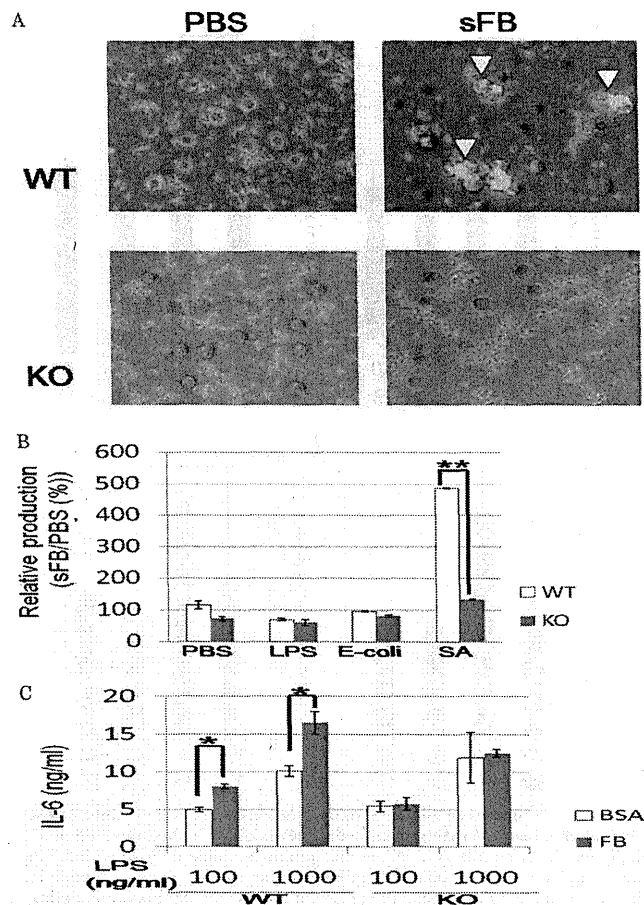 A
PBS sFB
WT
KO
B
Relative production
(sFB/PBS (%))
600
500
400
300
200
100
0
**
PBS LPS E-coli SA
WT
KO
C
IL-6 (ng/ml)
20
15
10
5
0
* *
BSA
FB
LPS
(ng/ml)
100 1000 100 1000
WT KO